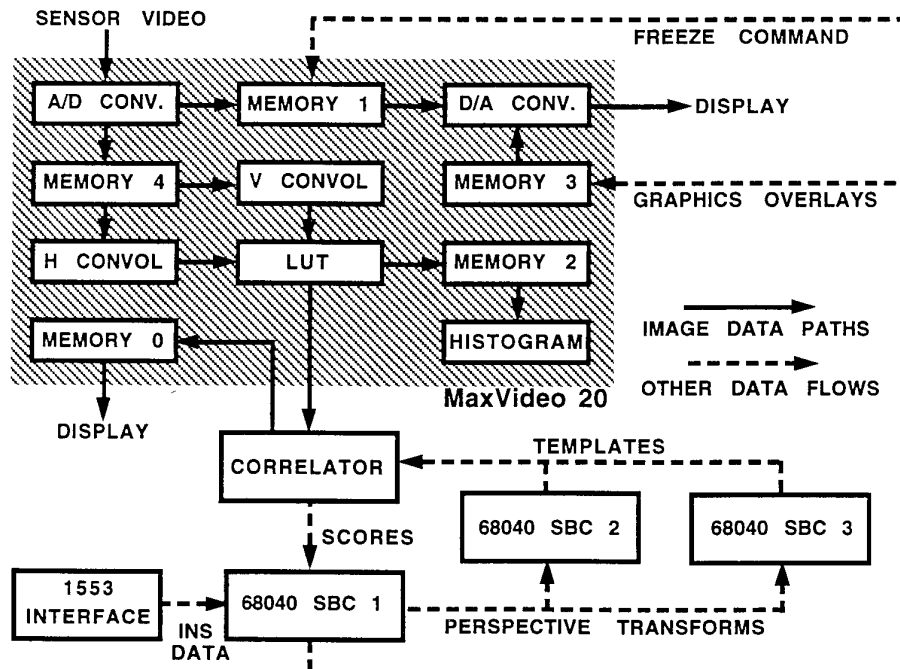 SENSOR VIDEO
FREEZE COMMAND
A/D CONV.
MEMORY 1
D/A CONV.
DISPLAY
MEMORY 4
V CONVOL
MEMORY 3
GRAPHICS OVERLAYS
H CONVOL
LUT
MEMORY 2
MEMORY 0
HISTOGRAM
IMAGE DATA PATHS
OTHER DATA FLOWS
MaxVideo 20
DISPLAY
CORRELATOR
TEMPLATES
68040 SBC 2
68040 SBC 3
SCORES
1553
INTERFACE
INS
DATA
68040 SBC 1
PERSPECTIVE TRANSFORMS